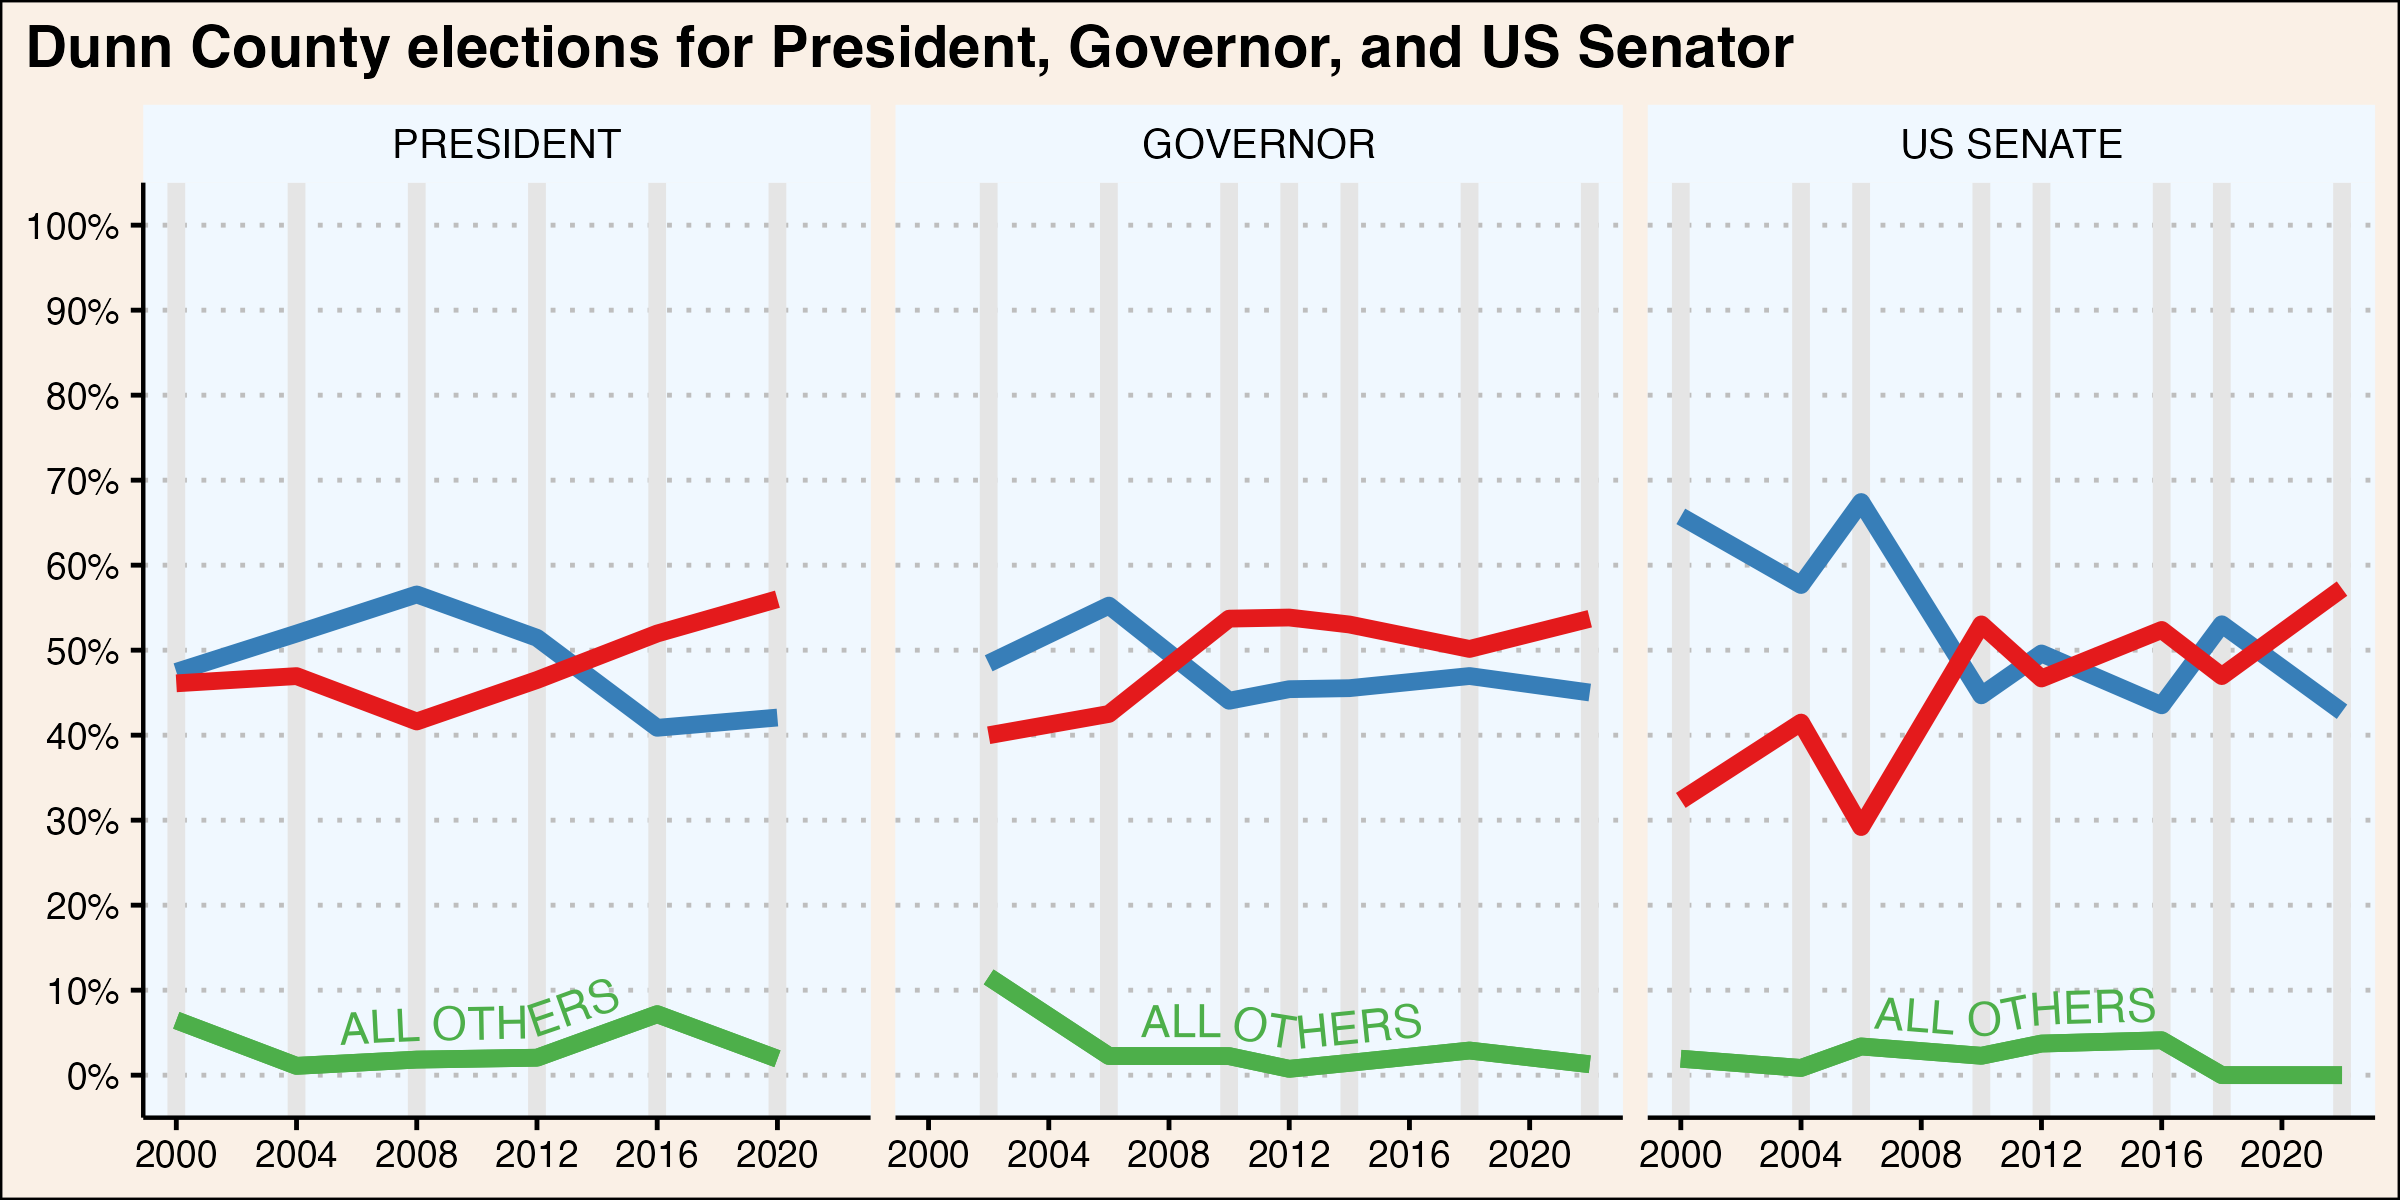 Dunn County elections for President, Governor, and US Senator
PRESIDENT
GOVERNOR
US SENATE
100%
90%
80%
70%
60%
50%
40%
30%
20%
10%
0%
ALL OTHERS
ALL OTHERS
ALL OTHERS
2000 2004 2008 2012 2016 2020
2000 2004 2008 2012 2016 2020
2000 2004 2008 2012 2016 2020